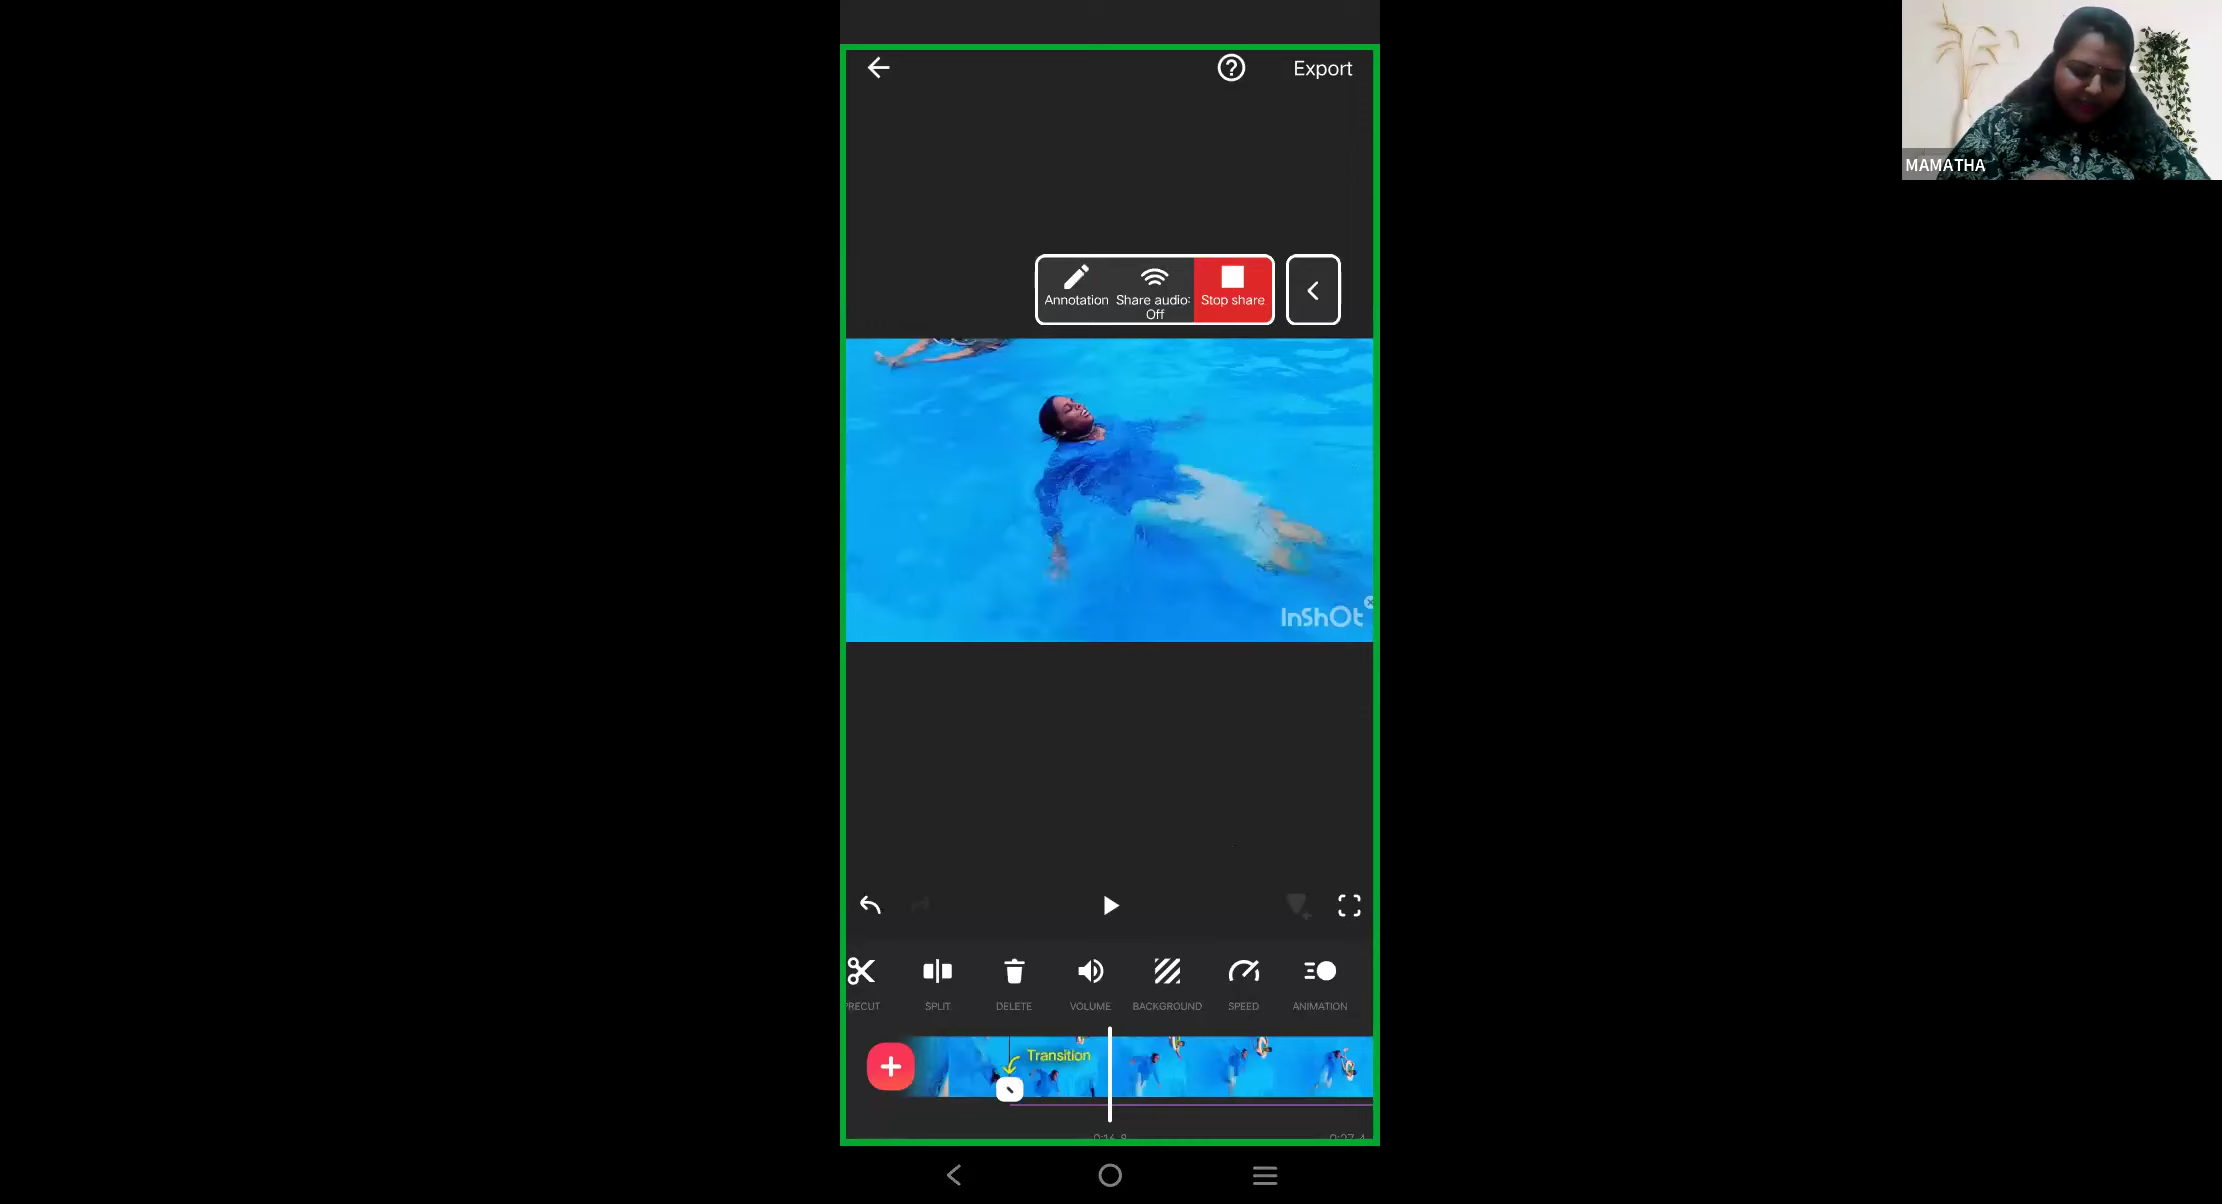 Export
MAMATHA
Annotation
Share audio:
Off
Stop share
InShOt
PRECUT
SPLIT
DELETE
VOLUME
BACKGROUND
SPEED
ANIMATION
Transition